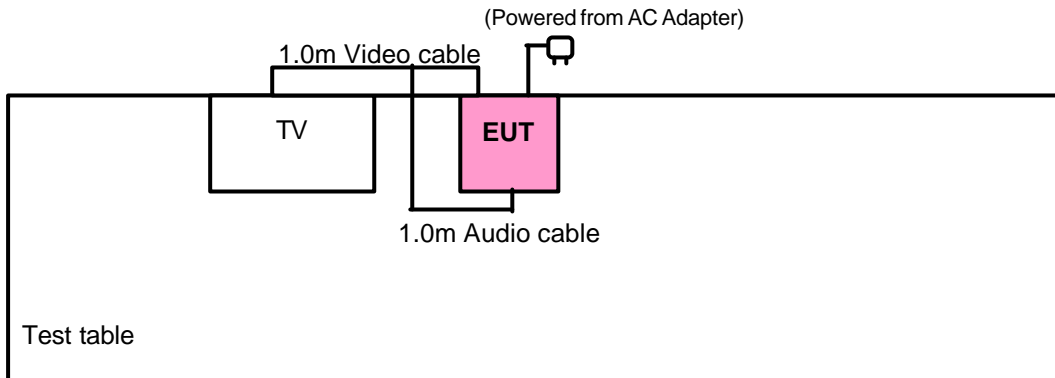 (Powered from AC Adapter)
1.0m Video cable
TV
EUT
1.0m Audio cable
Test table